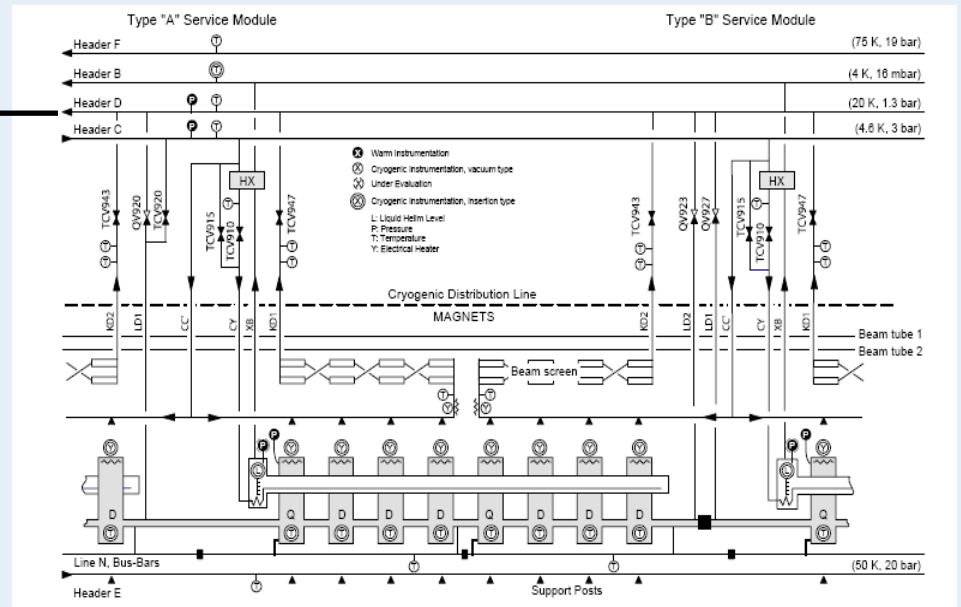 Type "A" Service Module
Type "B" Service Module
Header F
T
(75 K, 19 bar)
Header B
T
(4 K, 16 mbar)
Header D
P
T
(20 K, 1.3 bar)
Header C
P
T
(4.6 K, 3 bar)
X Warm Instrumentation
X Cryogenic Instrumentation, vacuum type
X Under Evaluation
X Cryogenic Instrumentation, Insertion type
L: Liquid Helim Level
P: Pressure
T: Temperature
Y: Electrical Heater
HX
HX
TCV943
QV920
TCV920
TCV915
TCV910
TCV947
TCV943
QV923
QV927
TCV915
TCV910
TCV947
T
T
T
T
T
T
T
T
T
T
Cryogenic Distribution Line
MAGNETS
KD2
LD1
CC'
CY
XB
KD1
KD2
LD2
LD1
CC'
CY
XB
KD1
Beam tube 1
Beam tube 2
Beam screen
T
T
Y
Y
P
P
P
P
Y
Y
Y
Y
Y
Y
Y
Y
Y
Y
L
L
D
Q
D
D
D
Q
D
D
D
Q
T
T
T
T
T
T
T
T
T
T
Line N, Bus-Bars
T
T
(50 K, 20 bar)
Header E
T
Support Posts